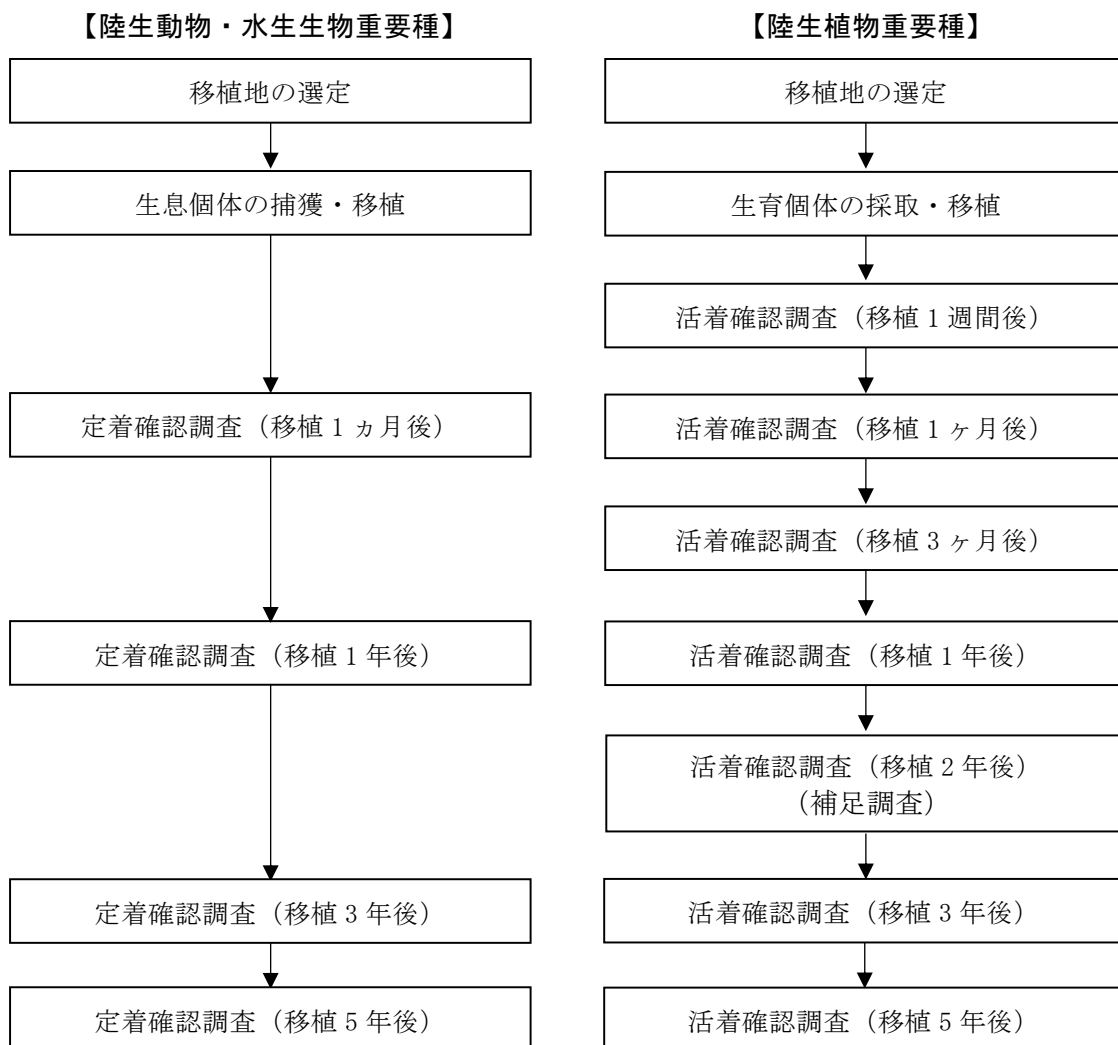 【陸生動物・水生生物重要種】
移植地の選定
生息個体の捕獲・移植
定着確認調査（移植1ヵ月後）
定着確認調査（移植1年後）
定着確認調査（移植3年後）
定着確認調査（移植5年後）
【陸生植物重要種】
移植地の選定
生育個体の採取・移植
活着確認調査（移植1週間後）
活着確認調査（移植1ヶ月後）
活着確認調査（移植3ヶ月後）
活着確認調査（移植1年後）
活着確認調査（移植2年後）
（補足調査）
活着確認調査（移植3年後）
活着確認調査（移植5年後）